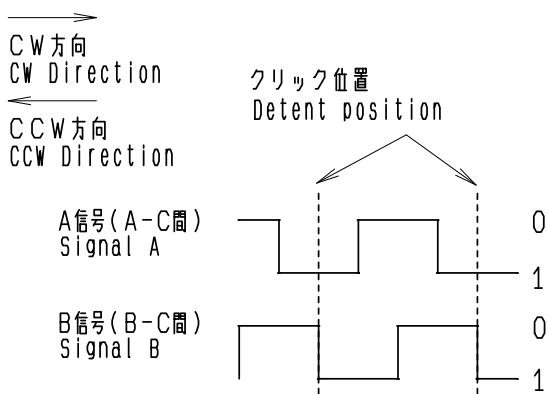 CW方向
CW Direction
CCW方向
CCW Direction
クリック位置
Detent position
A信号(A-C間)
Signal A
0
1
B信号(B-C間)
Signal B
0
1